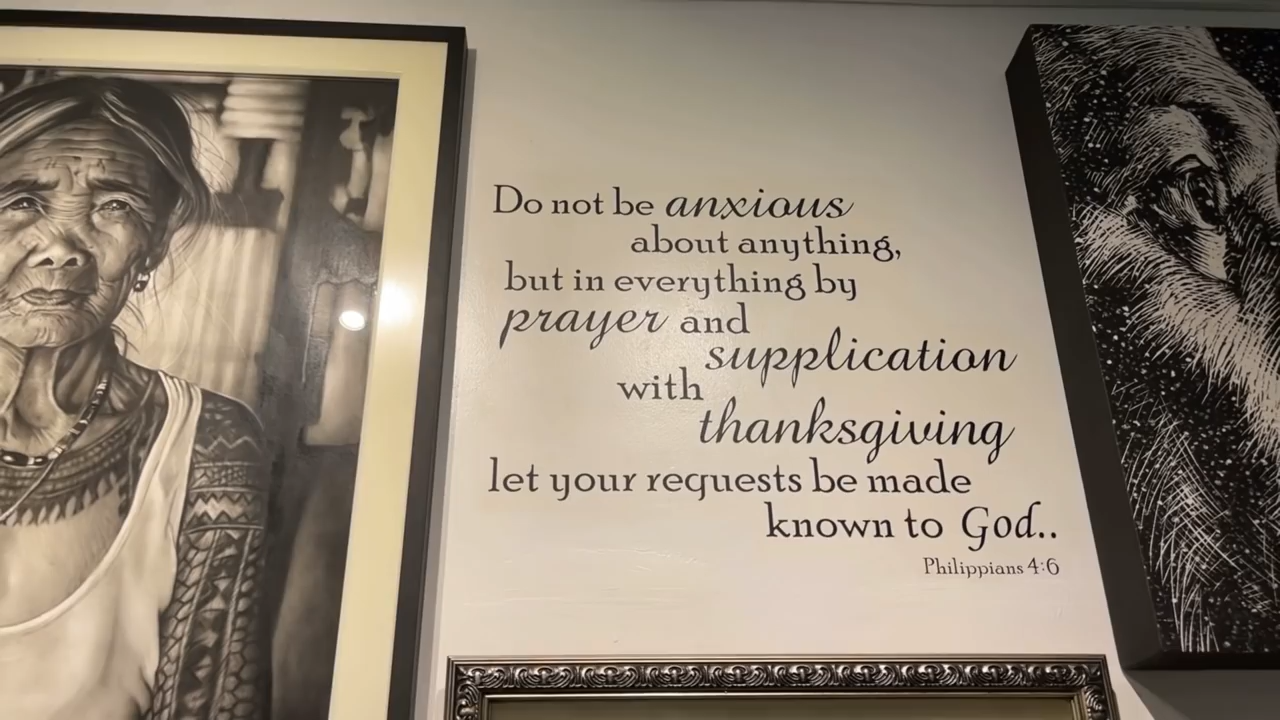 Do not be anxious
about anything,
but in everything by
prayer and
supplication
with
thanksgiving
let your requests be made
known to God..
Philippians 4:6